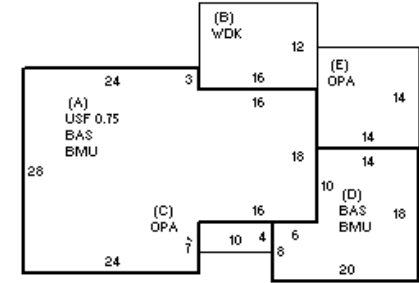 (B)
WDK
12
(E)
OPA
24
3
16
(A)
USF 0.75
BAS
BMU
16
14
14
28
18
14
10
(D)
BAS
BMU
18
(C)
OPA
16
7
10
4
6
8
24
20